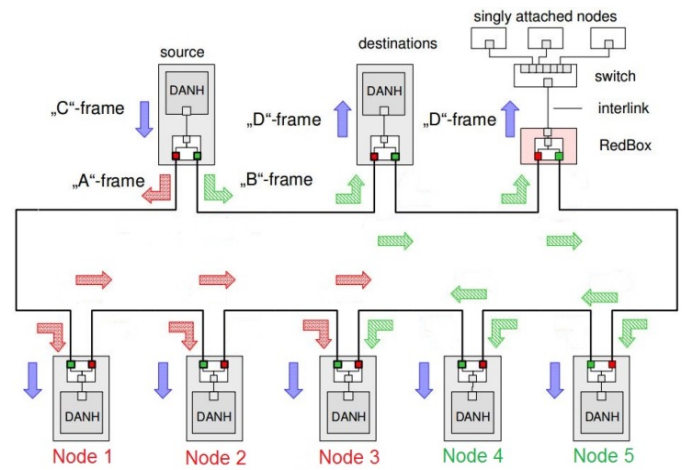 singly attached nodes
source
destinations
DANH
DANH
switch
„C“-frame
„D“-frame
„D“-frame
interlink
RedBox
„A“-frame
„B“-frame
DANH
DANH
DANH
DANH
DANH
Node 1
Node 2
Node 3
Node 4
Node 5